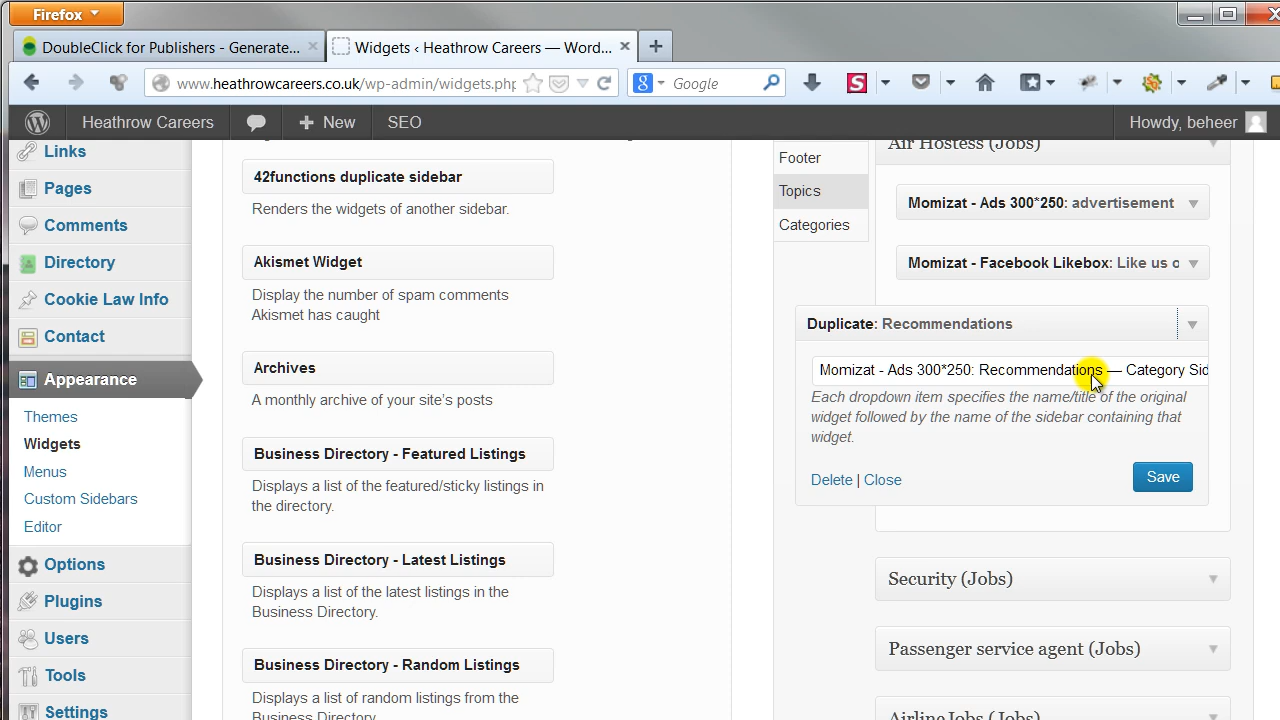 Firefox
DoubleClick for Publishers - Generate...
Widgets ‹ Heathrow Careers — Word...
www.heathrowcareers.co.uk/wp-admin/widgets.php
Google
Heathrow Careers
New
SEO
Howdy, beheer
Links
Pages
Comments
Directory
Cookie Law Info
Contact
Appearance
Themes
Widgets
Menus
Custom Sidebars
Editor
Options
Plugins
Users
Tools
Settings
42functions duplicate sidebar
Renders the widgets of another sidebar.
Akismet Widget
Display the number of spam comments
Akismet has caught
Archives
A monthly archive of your site's posts
Business Directory - Featured Listings
Displays a list of the featured/sticky listings in
the directory.
Business Directory - Latest Listings
Displays a list of the latest listings in the
Business Directory.
Business Directory - Random Listings
Displays a list of random listings from the
Business Directory.
Footer
Topics
Categories
Air Hostess (Jobs)
Momizat - Ads 300*250: advertisement
Momizat - Facebook Likebox: Like us o
Duplicate: Recommendations
Momizat - Ads 300*250: Recommendations — Category Sid
Each dropdown item specifies the name/title of the original
widget followed by the name of the sidebar containing that
widget.
Delete | Close
Save
Security (Jobs)
Passenger service agent (Jobs)
Airline Jobs (Jobs)